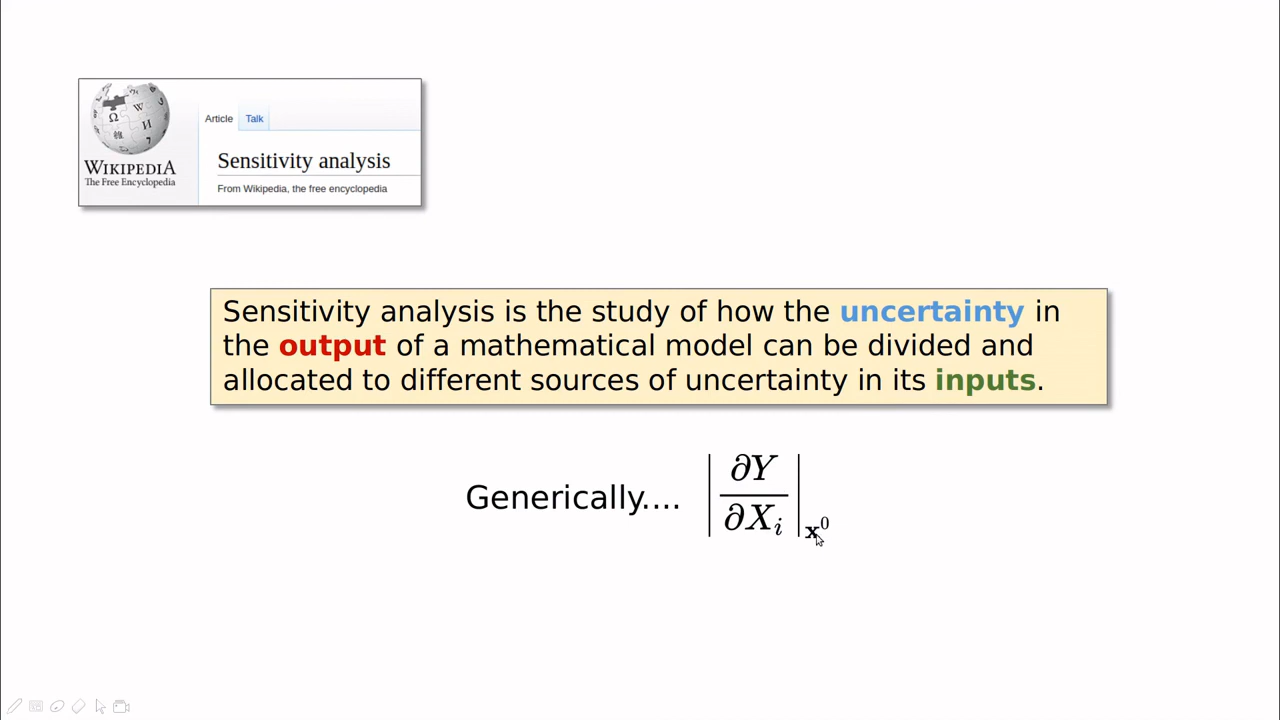 Article Talk
WIKIPEDIA
The Free Encyclopedia
Sensitivity analysis
From Wikipedia, the free encyclopedia
Sensitivity analysis is the study of how the uncertainty in
the output of a mathematical model can be divided and
allocated to different sources of uncertainty in its inputs.
Generically.... |∂Y/∂Xᵢ|ₓ⁰